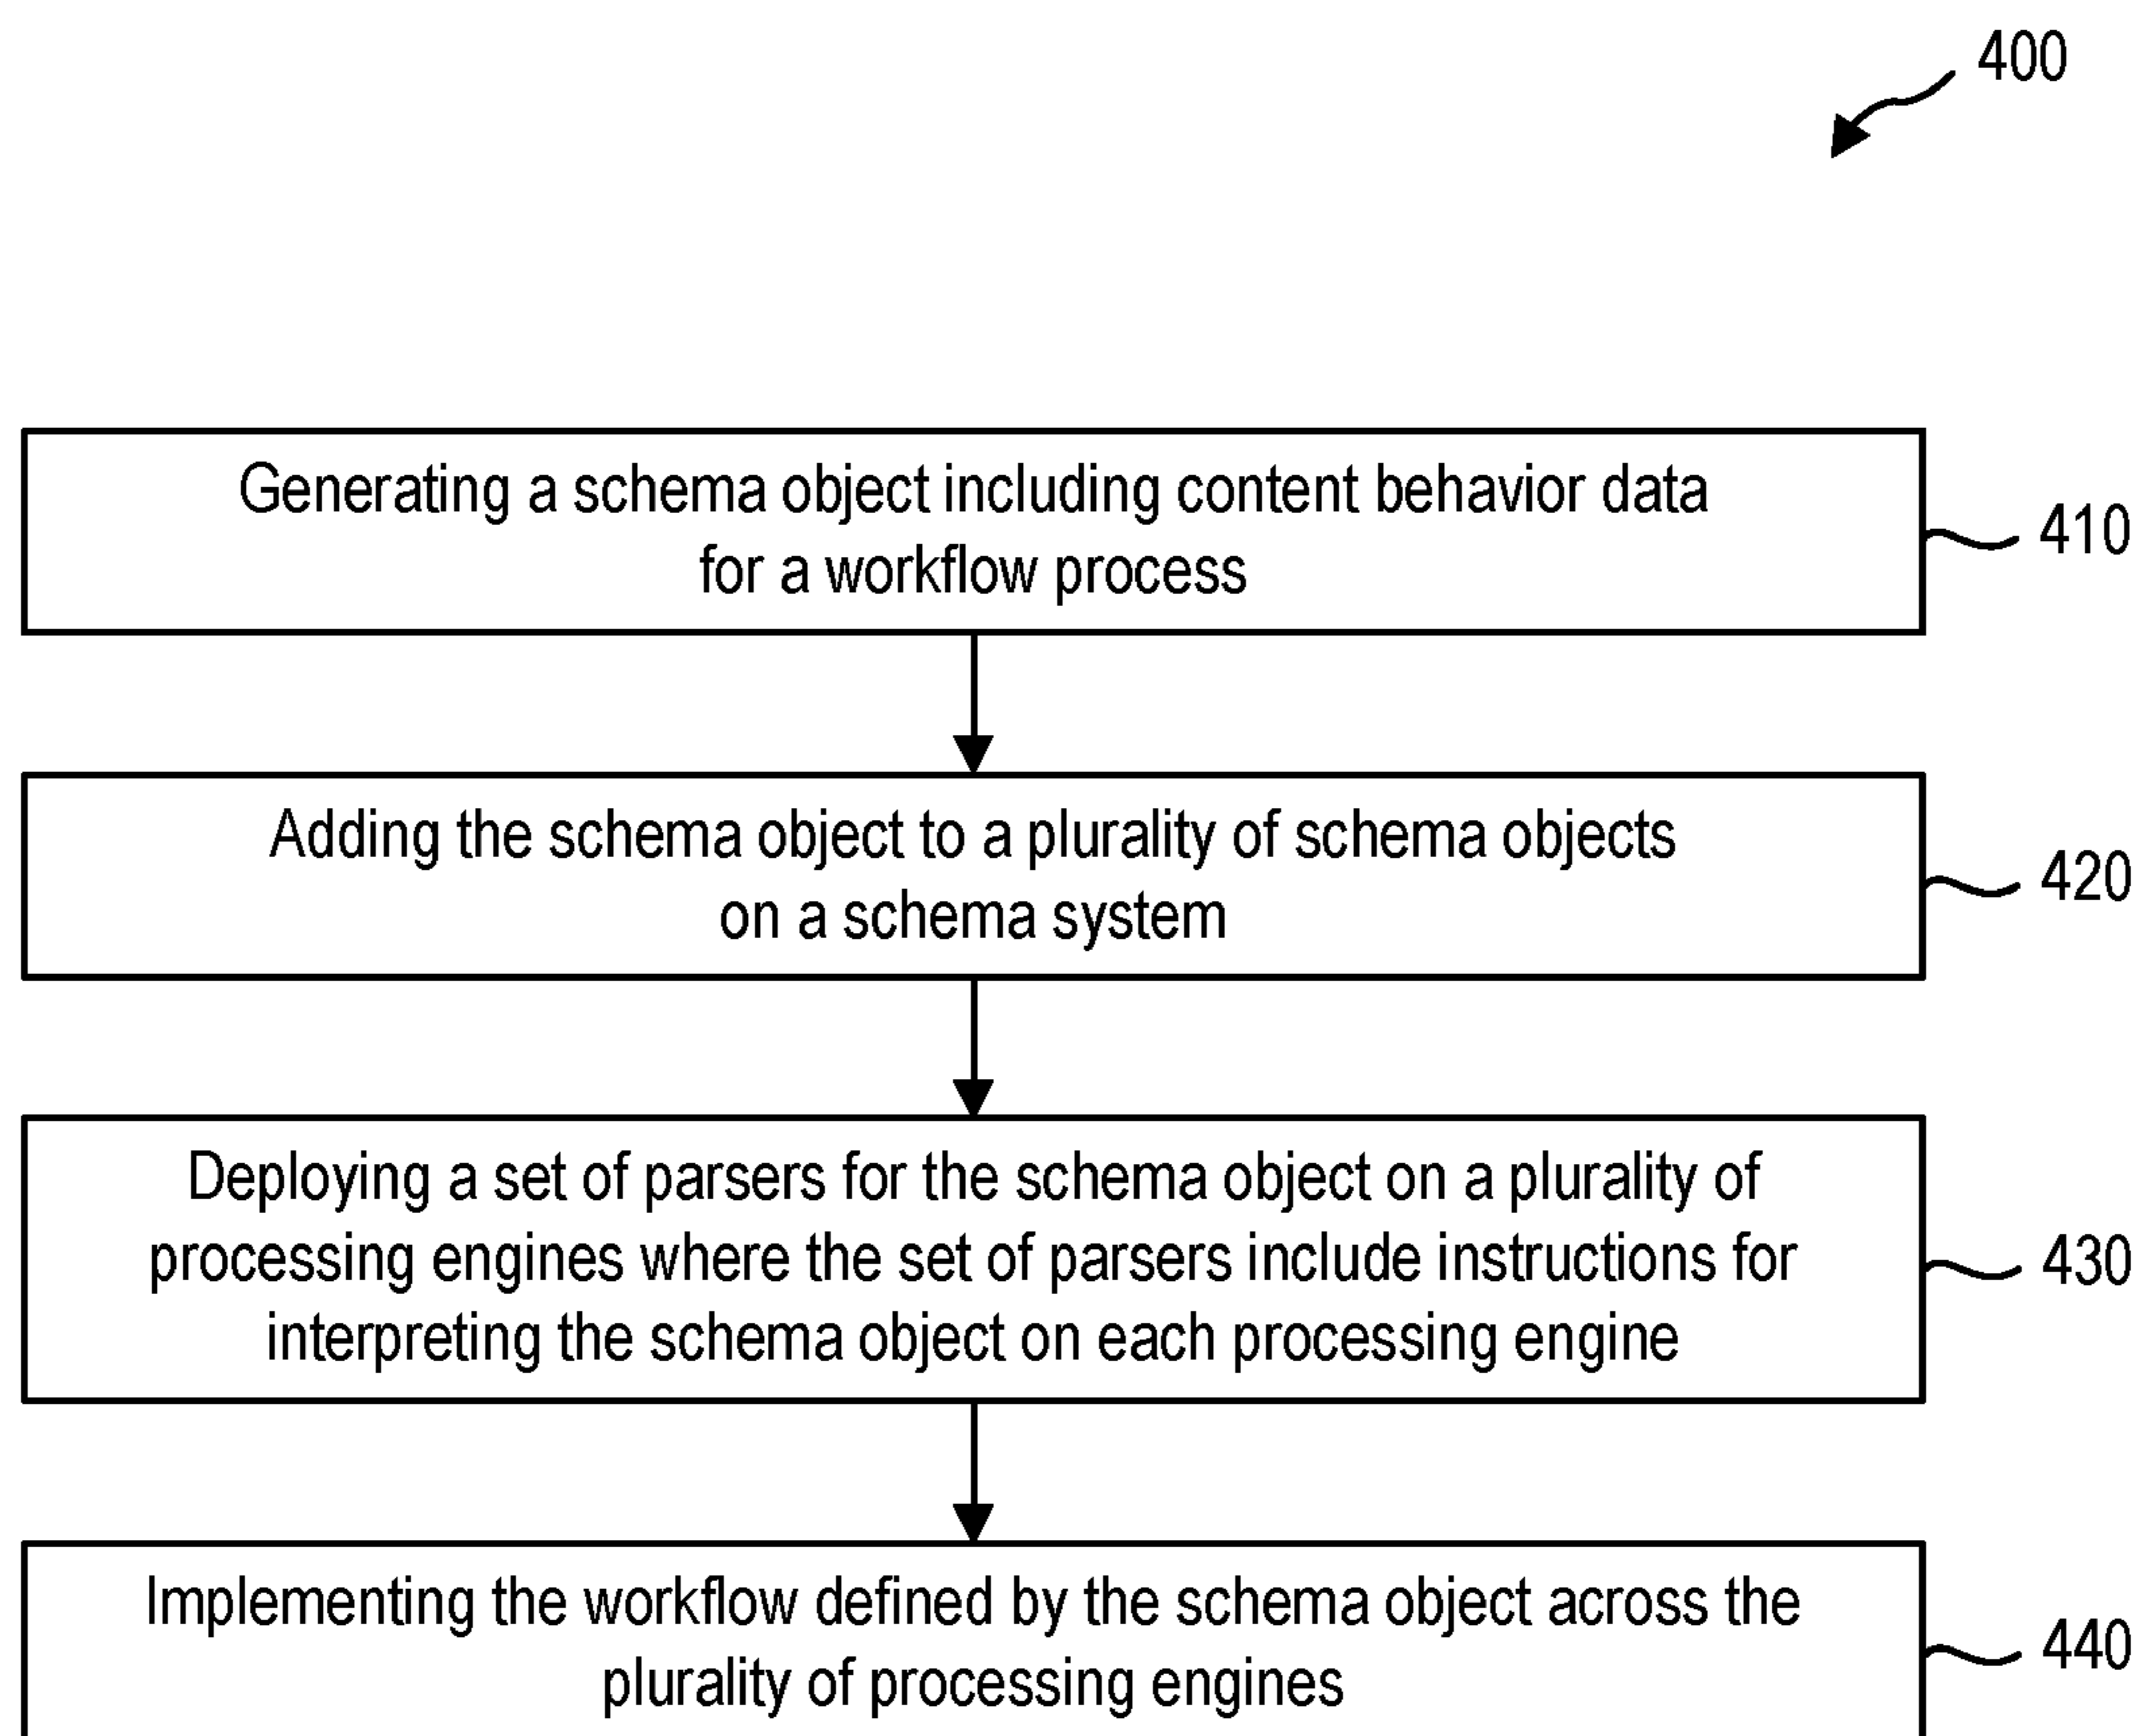 400
Generating a schema object including content behavior data
for a workflow process
410
Adding the schema object to a plurality of schema objects
on a schema system
420
Deploying a set of parsers for the schema object on a plurality of
processing engines where the set of parsers include instructions for
interpreting the schema object on each processing engine
430
Implementing the workflow defined by the schema object across the
plurality of processing engines
440